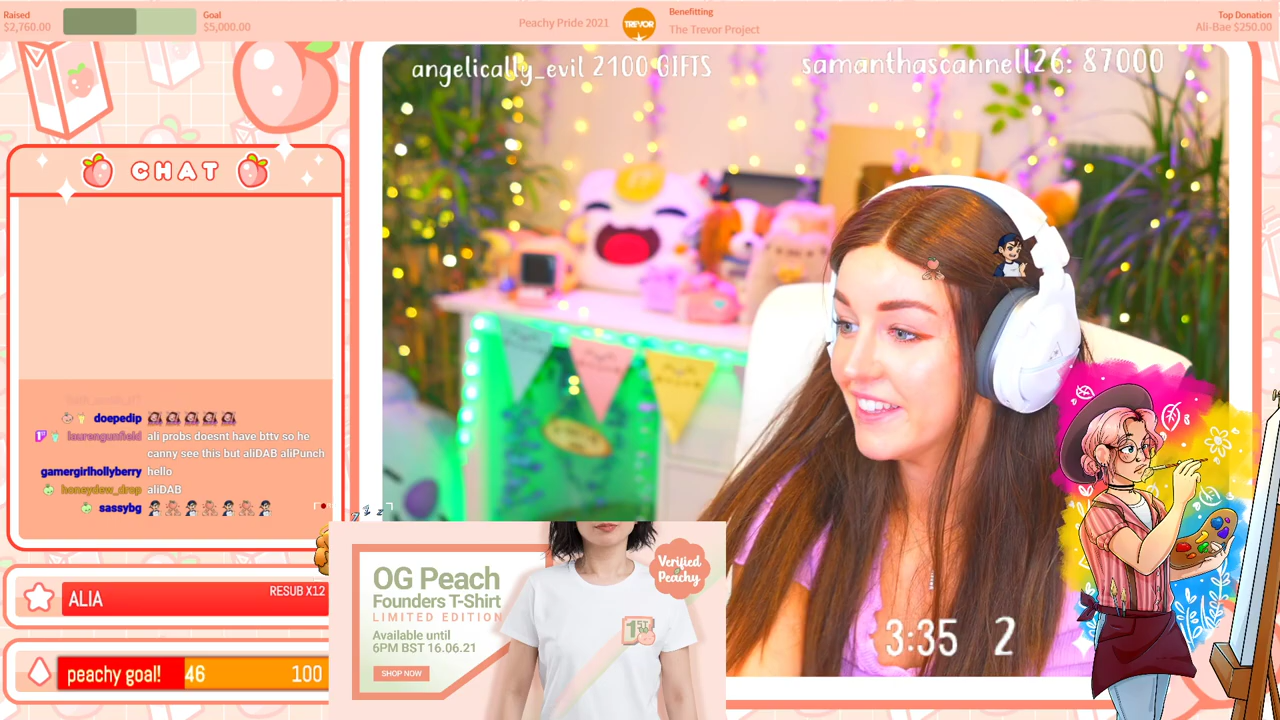 Raised
$2,760.00
Goal
$5,000.00
Peachy Pride 2021
TREVOR
Benefitting
The Trevor Project
Top Donation
Ali-Bae $250.00
angelically_evil 2100 GIFTS
samanthascannell26: 87000
CHAT
doepedip
laurengunfield ali probs doesnt have bttv so he
canny see this but aliDAB aliPunch
gamergirlhollyberry hello
honeydew_drop aliDAB
sassybg
z z z
ALIA
RESUB X12
peachy goal! 46 100
OG Peach
Founders T-Shirt
LIMITED EDITION
Available until
6PM BST 16.06.21
SHOP NOW
Verified
Peachy
1ST
3:35 2